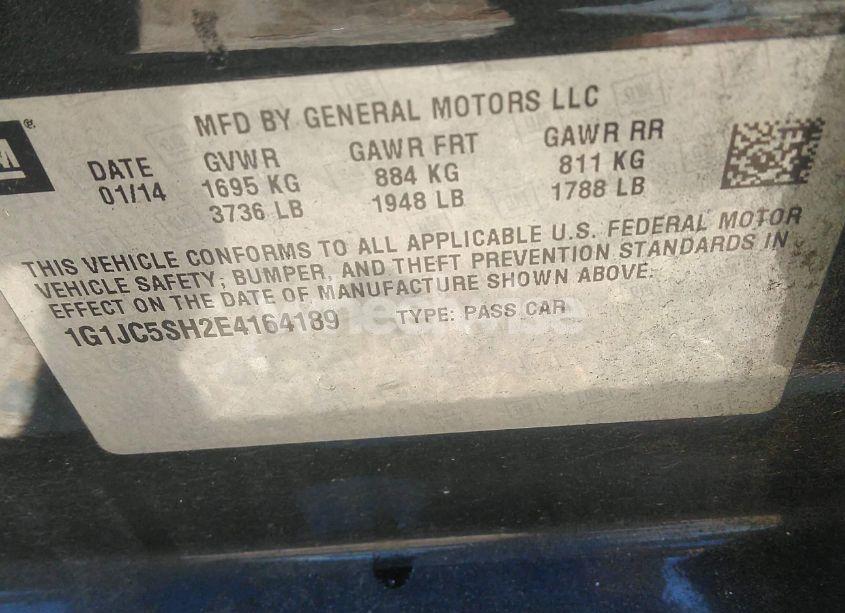 MFD BY GENERAL MOTORS LLC
DATE GVWR GAWR FRT GAWR RR
01/14 1695 KG 884 KG 811 KG
3736 LB 1948 LB 1788 LB
THIS VEHICLE CONFORMS TO ALL APPLICABLE U.S. FEDERAL MOTOR
VEHICLE SAFETY, BUMPER, AND THEFT PREVENTION STANDARDS IN
EFFECT ON THE DATE OF MANUFACTURE SHOWN ABOVE.
1G1JC5SH2E4164189 TYPE: PASS CAR